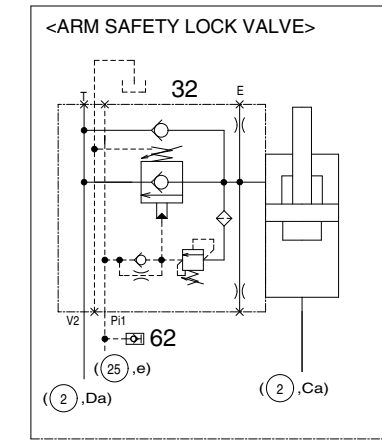 <ARM SAFETY LOCK VALVE>
32
T
E
V2
Pi1
62
(25,e)
(2,Da)
(2,Ca)